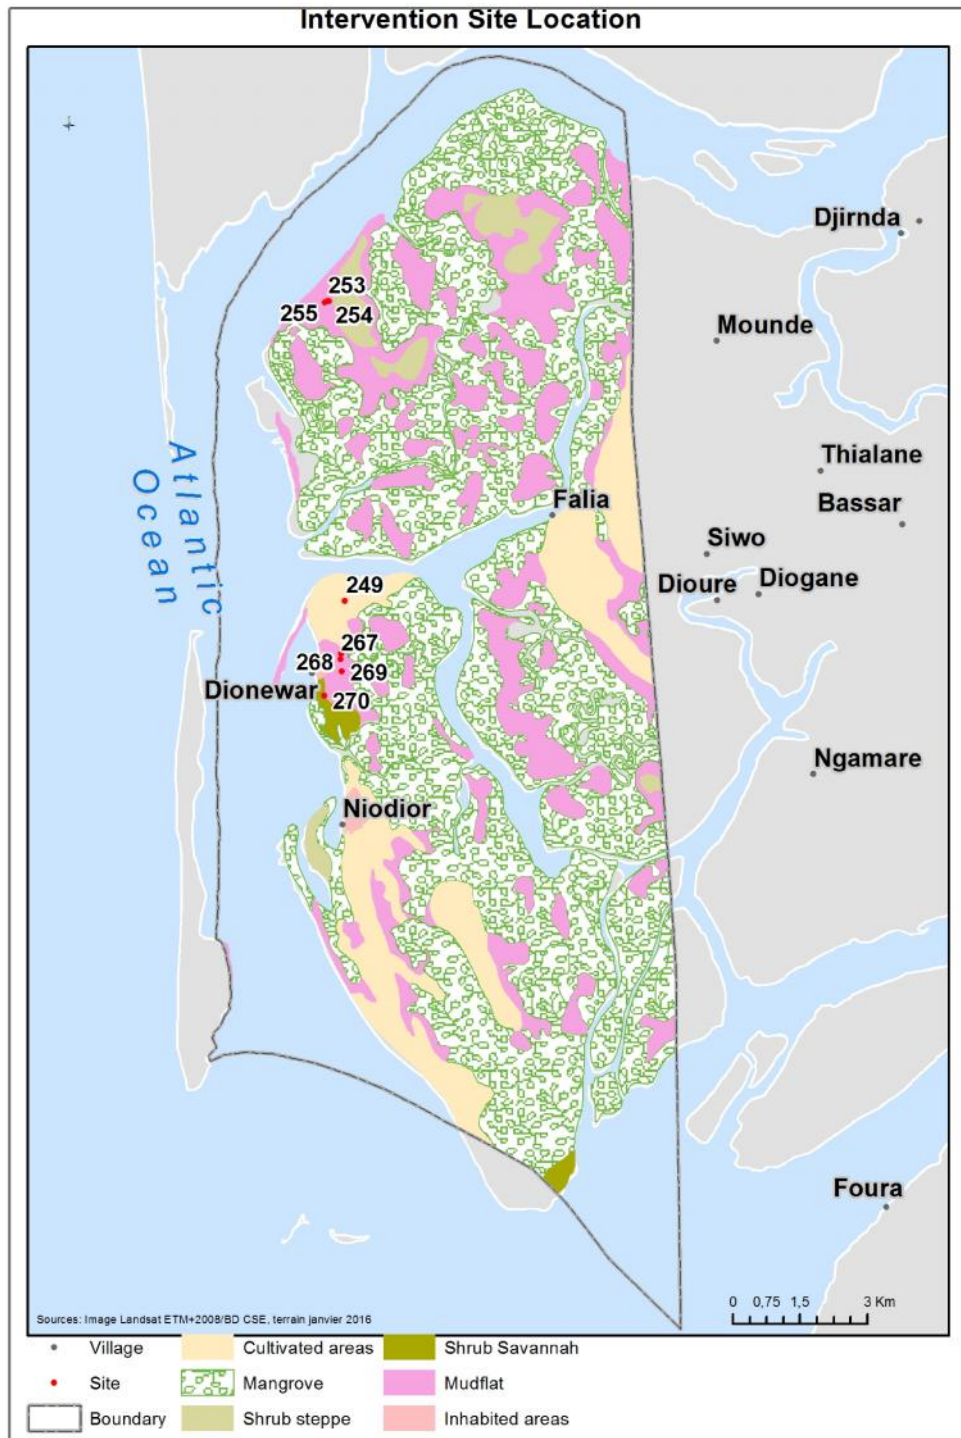 Intervention Site Location
Djirnda
253
255
254
Mounde
Atlantic
Ocean
Thialane
Bassar
Falia
Siwo
Dioure
Diogane
249
267
268
269
Dionewar
270
Ngamare
Niodior
Foura
0 0,75 1,5 3 Km
Sources: Image Landsat ETM+2008/BD CSE, terrain janvier 2016
Village
Cultivated areas
Shrub Savannah
Site
Mangrove
Mudflat
Boundary
Shrub steppe
Inhabited areas